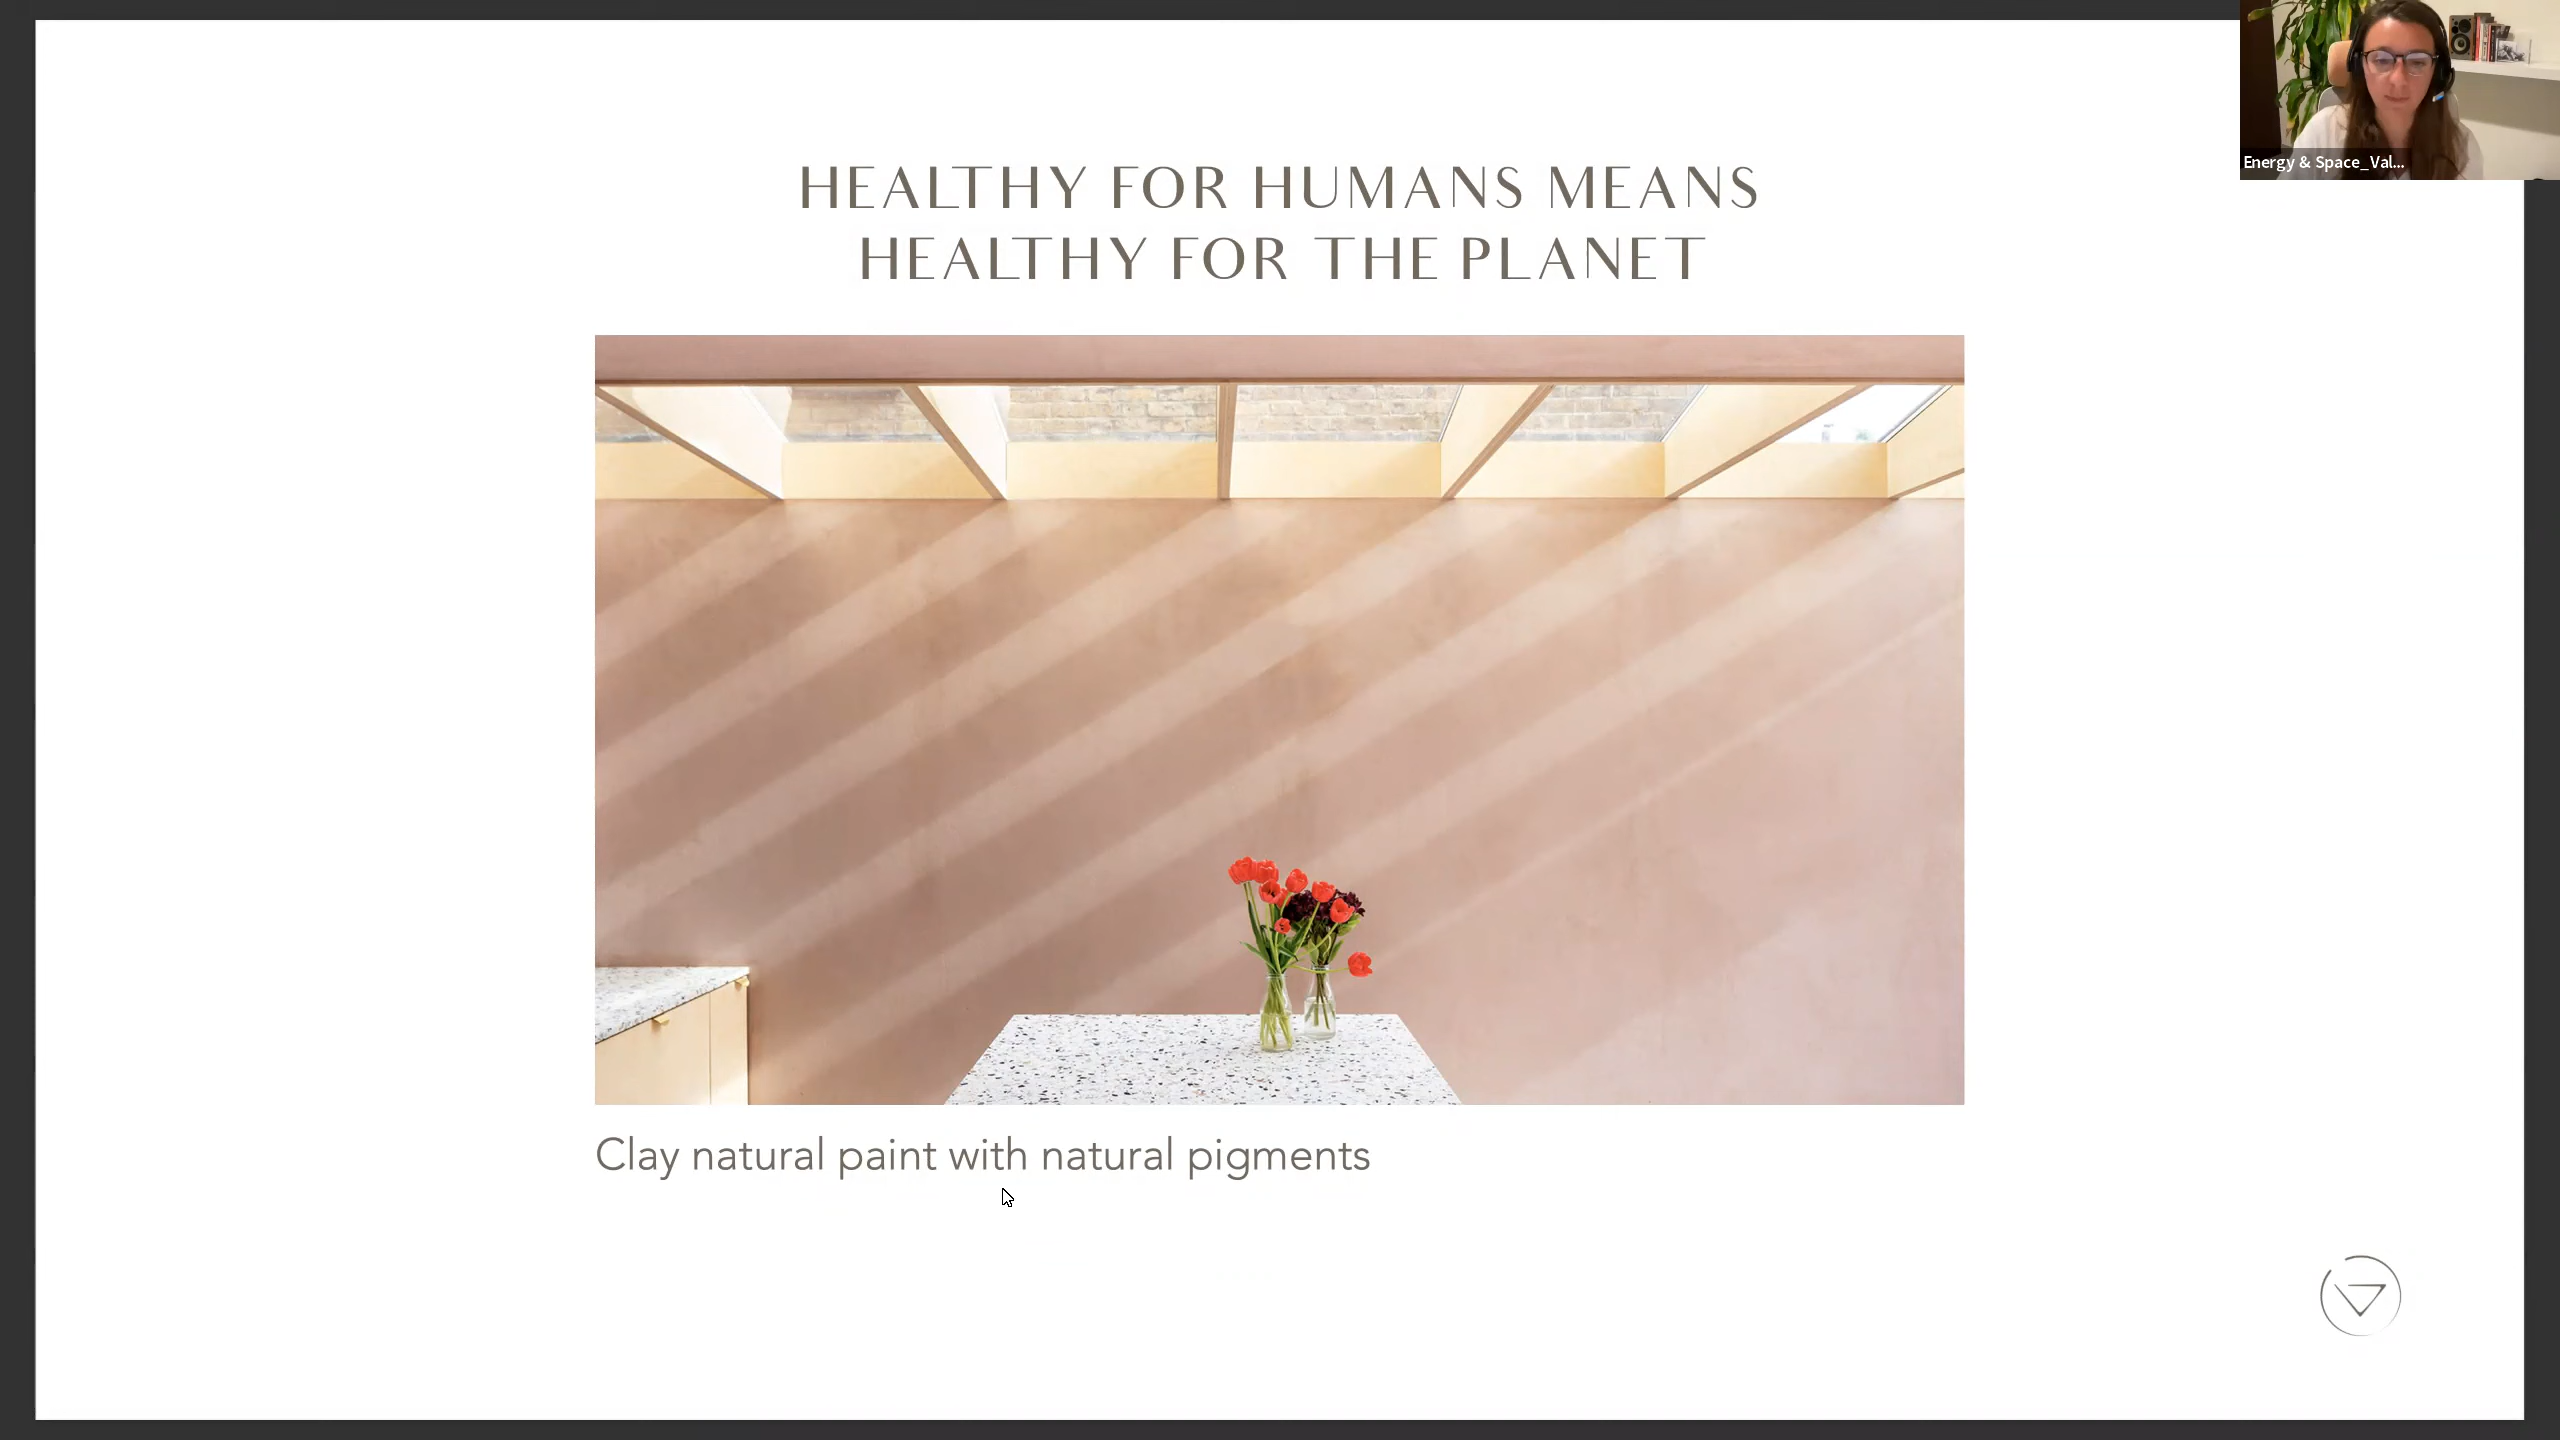 HEALTHY FOR HUMANS MEANS
HEALTHY FOR THE PLANET
Energy & Space_Val...
Clay natural paint with natural pigments